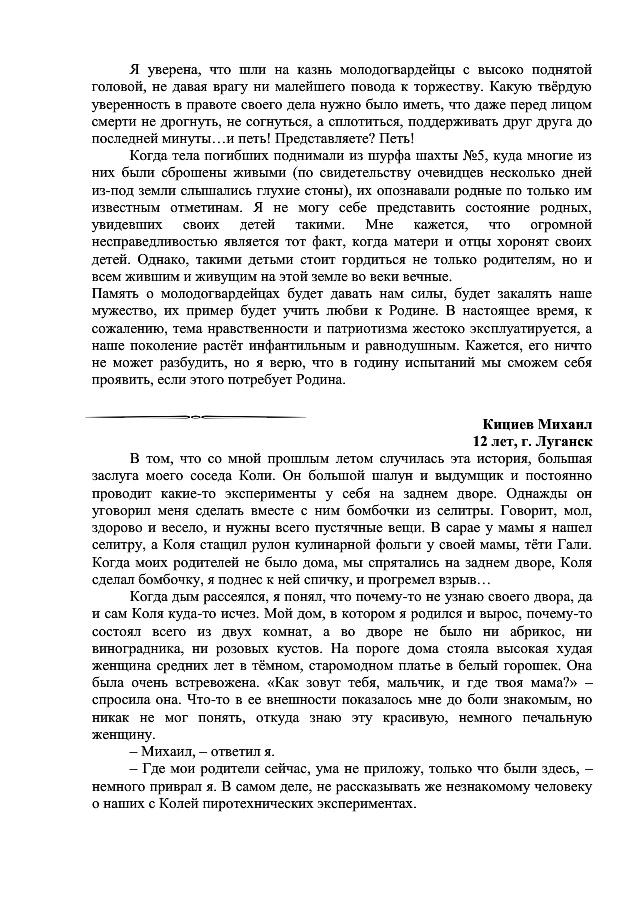 Я уверена, что шли на казнь молодогвардейцы с высоко поднятой
головой, не давая врагу ни малейшего повода к торжеству. Какую твёрдую
уверенность в правоте своего дела нужно было иметь, что даже перед лицом
смерти не дрогнуть, не согнуться, а сплотиться, поддерживать друг друга до
последней минуты…и петь! Представляете? Петь!
Когда тела погибших поднимали из шурфа шахты №5, куда многие из
них были сброшены живыми (по свидетельству очевидцев несколько дней
из-под земли слышались глухие стоны), их опознавали родные по только им
известным отметинам. Я не могу себе представить состояние родных,
увидевших своих детей такими. Мне кажется, что огромной
несправедливостью является тот факт, когда матери и отцы хоронят своих
детей. Однако, такими детьми стоит гордиться не только родителям, но и
всем жившим и живущим на этой земле во веки вечные.
Память о молодогвардейцах будет давать нам силы, будет закалять наше
мужество, их пример будет учить любви к Родине. В настоящее время, к
сожалению, тема нравственности и патриотизма жестоко эксплуатируется, а
наше поколение растёт инфантильным и равнодушным. Кажется, его ничто
не может разбудить, но я верю, что в годину испытаний мы сможем себя
проявить, если этого потребует Родина.
Кициев Михаил
12 лет, г. Луганск
В том, что со мной прошлым летом случилась эта история, большая
заслуга моего соседа Коли. Он большой шалун и выдумщик и постоянно
проводит какие-то эксперименты у себя на заднем дворе. Однажды он
уговорил меня сделать вместе с ним бомбочки из селитры. Говорит, мол,
здорово и весело, и нужны всего пустячные вещи. В сарае у мамы я нашел
селитру, а Коля стащил рулон кулинарной фольги у своей мамы, тёти Гали.
Когда моих родителей не было дома, мы спрятались на заднем дворе, Коля
сделал бомбочку, я поднес к ней спичку, и прогремел взрыв…
Когда дым рассеялся, я понял, что почему-то не узнаю своего двора, да
и сам Коля куда-то исчез. Мой дом, в котором я родился и вырос, почему-то
состоял всего из двух комнат, а во дворе не было ни абрикос, ни
виноградника, ни розовых кустов. На пороге дома стояла высокая худая
женщина средних лет в тёмном, старомодном платье в белый горошек. Она
была очень встревожена. «Как зовут тебя, мальчик, и где твоя мама?» –
спросила она. Что-то в ее внешности показалось мне до боли знакомым, но
никак не мог понять, откуда знаю эту красивую, немного печальную
женщину.
– Михаил, – ответил я.
– Где мои родители сейчас, ума не приложу, только что были здесь, –
немного приврал я. В самом деле, не рассказывать же незнакомому человеку
о наших с Колей пиротехнических экспериментах.